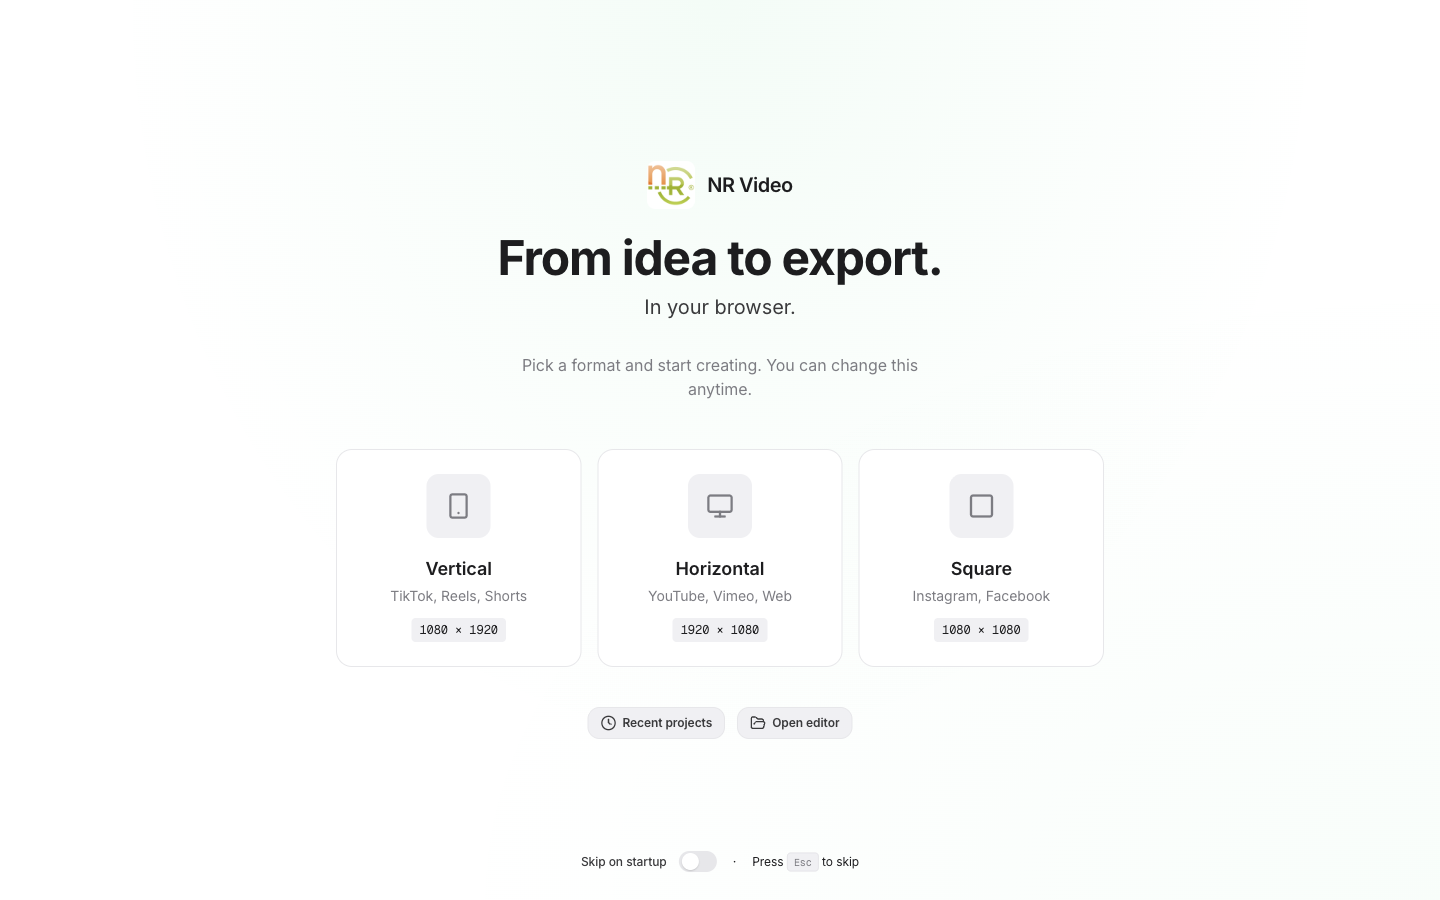 nR
NR Video
From idea to export.
In your browser.
Pick a format and start creating. You can change this
anytime.
Vertical
TikTok, Reels, Shorts
1080 × 1920
Horizontal
YouTube, Vimeo, Web
1920 × 1080
Square
Instagram, Facebook
1080 × 1080
Recent projects
Open editor
Skip on startup · Press Esc to skip